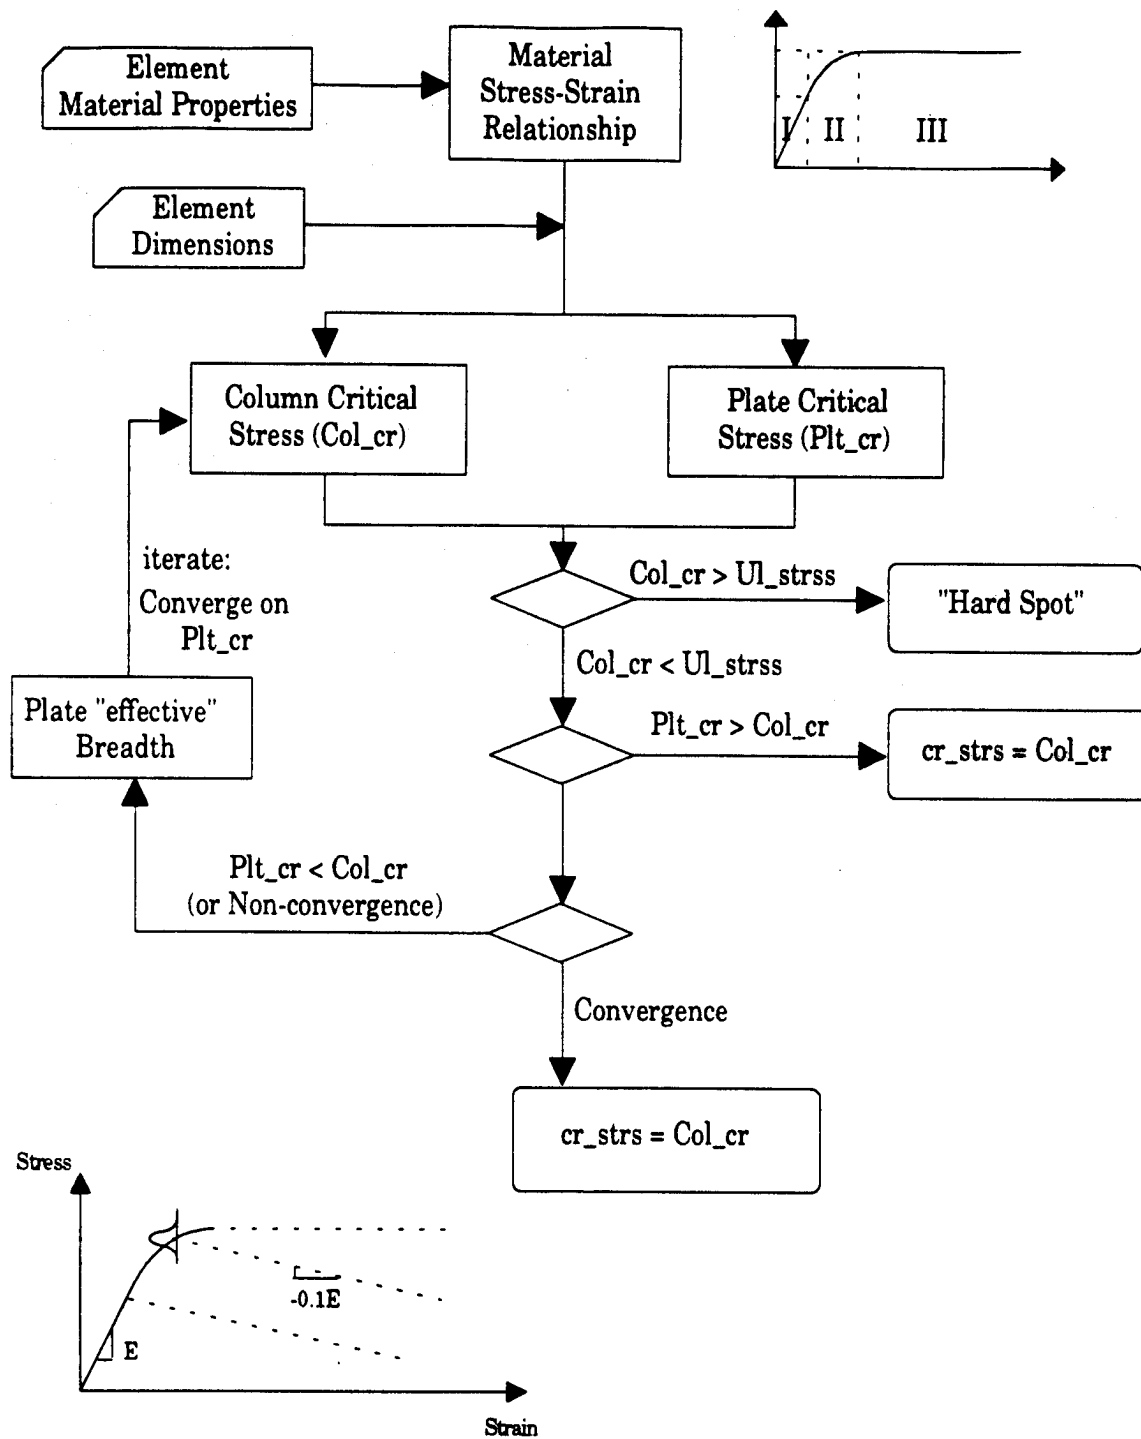 Element
Material Properties
Material
Stress-Strain
Relationship
I
II
III
Element
Dimensions
Column Critical
Stress (Col_cr)
Plate Critical
Stress (Plt_cr)
iterate:
Converge on
Plt_cr
Col_cr > Ul_strss
"Hard Spot"
Col_cr < Ul_strss
Plate "effective"
Breadth
Plt_cr > Col_cr
cr_strs = Col_cr
Plt_cr < Col_cr
(or Non-convergence)
Convergence
cr_strs = Col_cr
Stress
-0.1E
E
Strain